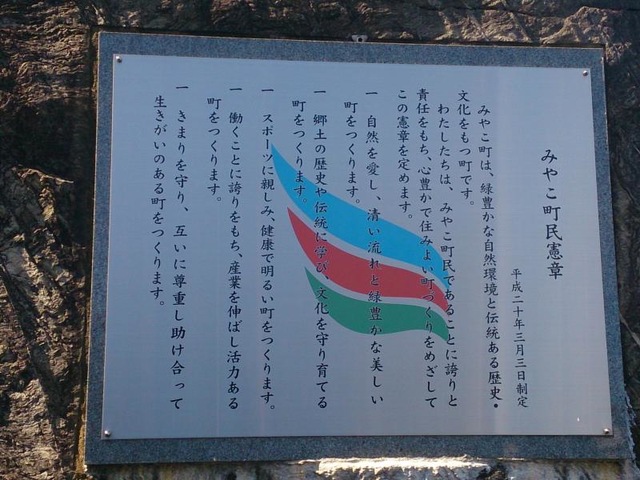 みやこ町民憲章
平成二十年三月三日制定
みやこ町は、緑豊かな自然環境と伝統ある歴史・
文化をもつ町です。
わたしたちは、みやこ町民であることに誇りと
責任をもち、心豊かで住みよい町づくりをめざして
この憲章を定めます。
一 自然を愛し、清い流れと緑豊かな美しい
町をつくります。
一 郷土の歴史や伝統に学び、文化を守り育てる
町をつくります。
一 スポーツに親しみ、健康で明るい町をつくります。
一 働くことに誇りをもち、産業を伸ばし活力ある
町をつくります。
一 きまりを守り、互いに尊重し助け合って
生きがいのある町をつくります。